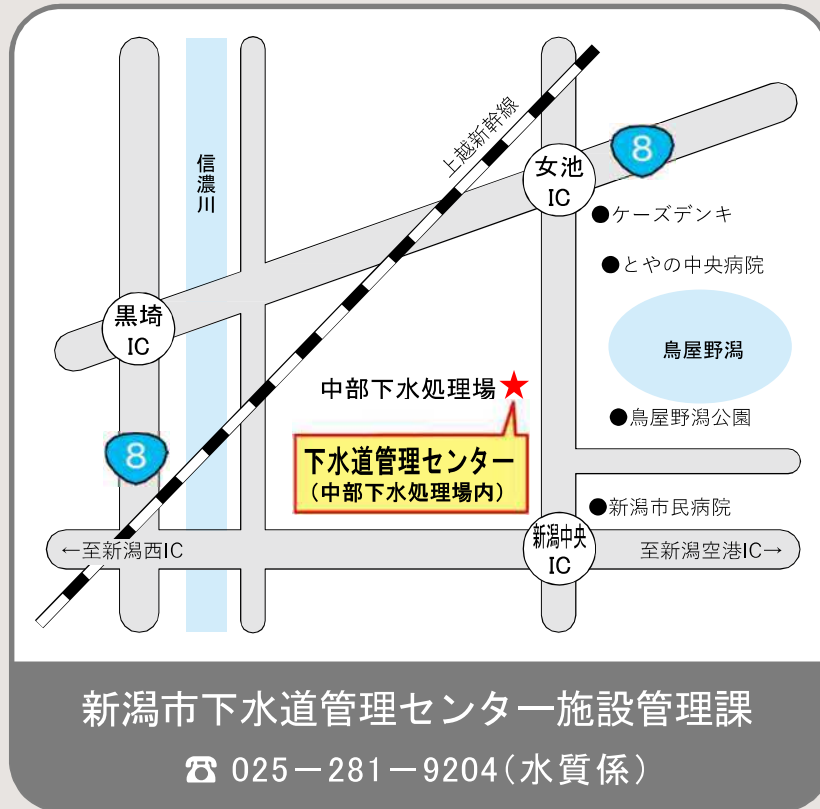 上越新幹線
8
信濃川
女池
IC
●ケーズデンキ
●とやの中央病院
黒埼
IC
鳥屋野潟
中部下水処理場★
●鳥屋野潟公園
8
下水道管理センター
（中部下水処理場内）
●新潟市民病院
←至新潟西IC
新潟中央
IC
至新潟空港IC→
新潟市下水道管理センター施設管理課
☎ 025－281－9204（水質係）